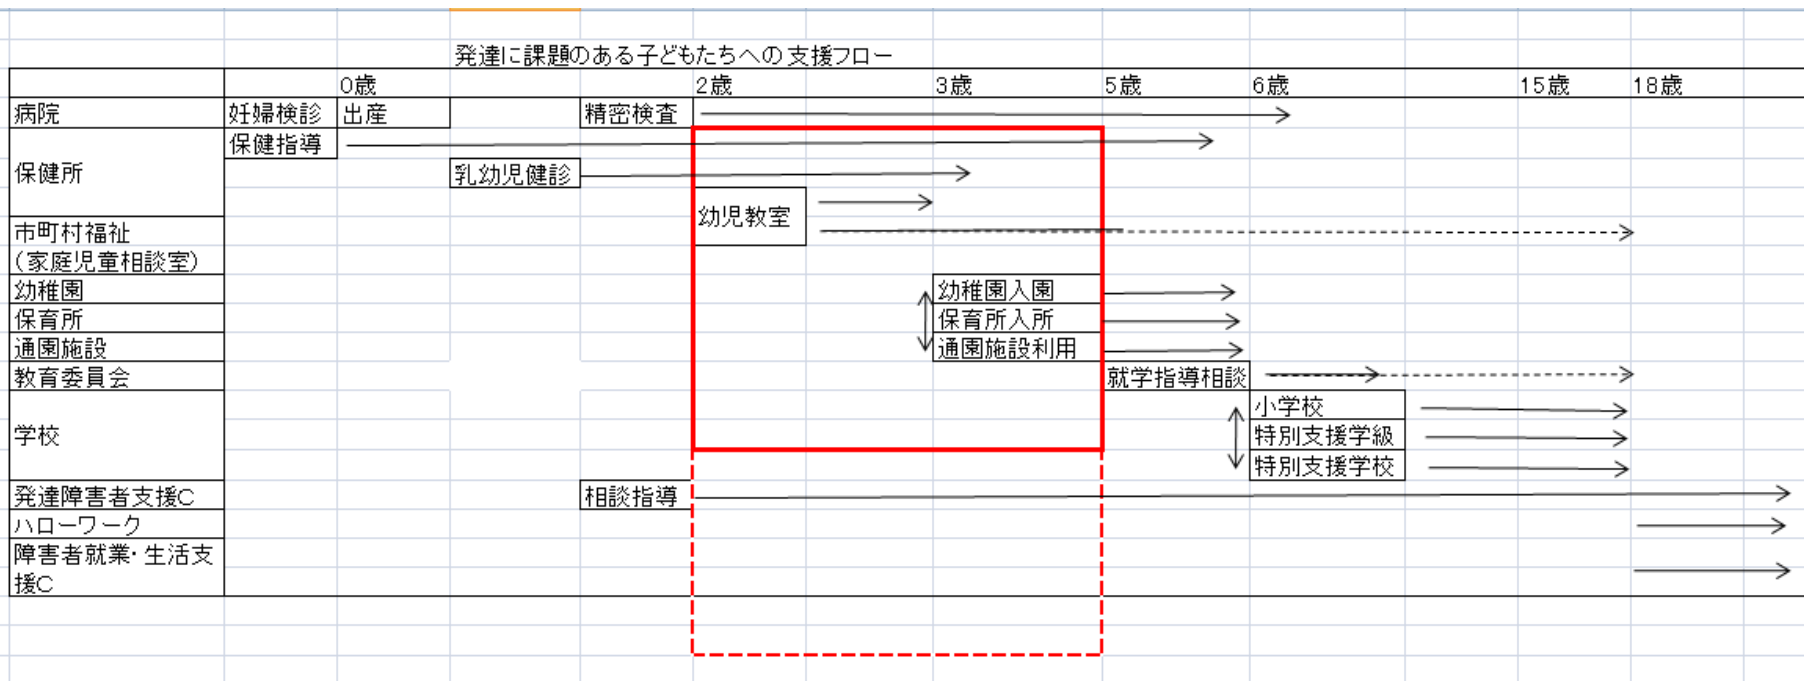 発達に課題のある子どもたちへの支援フロー
0歳 2歳 3歳 5歳 6歳 15歳 18歳
病院 妊婦検診 出産 精密検査
保健指導
保健所 乳幼児健診
幼児教室
市町村福祉
(家庭児童相談室)
幼稚園 幼稚園入園
保育所 保育所入所
通園施設 通園施設利用
教育委員会 就学指導相談
小学校
学校 特別支援学級
特別支援学校
発達障害者支援C 相談指導
ハローワーク
障害者就業・生活支
援C